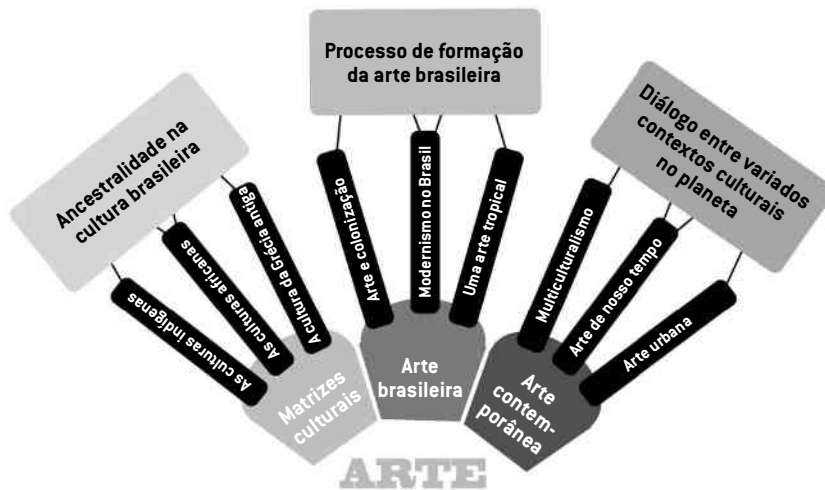 Processo de formação
da arte brasileira
Ancestralidade na
cultura brasileira
Diálogo entre variados
contextos culturais
no planeta
As culturas indígenas
As culturas africanas
A cultura da Grécia antiga
Arte e colonização
Modernismo no Brasil
Uma arte tropical
Multiculturalismo
Arte de nosso tempo
Arte urbana
Matrizes
culturais
Arte
brasileira
Arte
contem-
porânea
ARTE